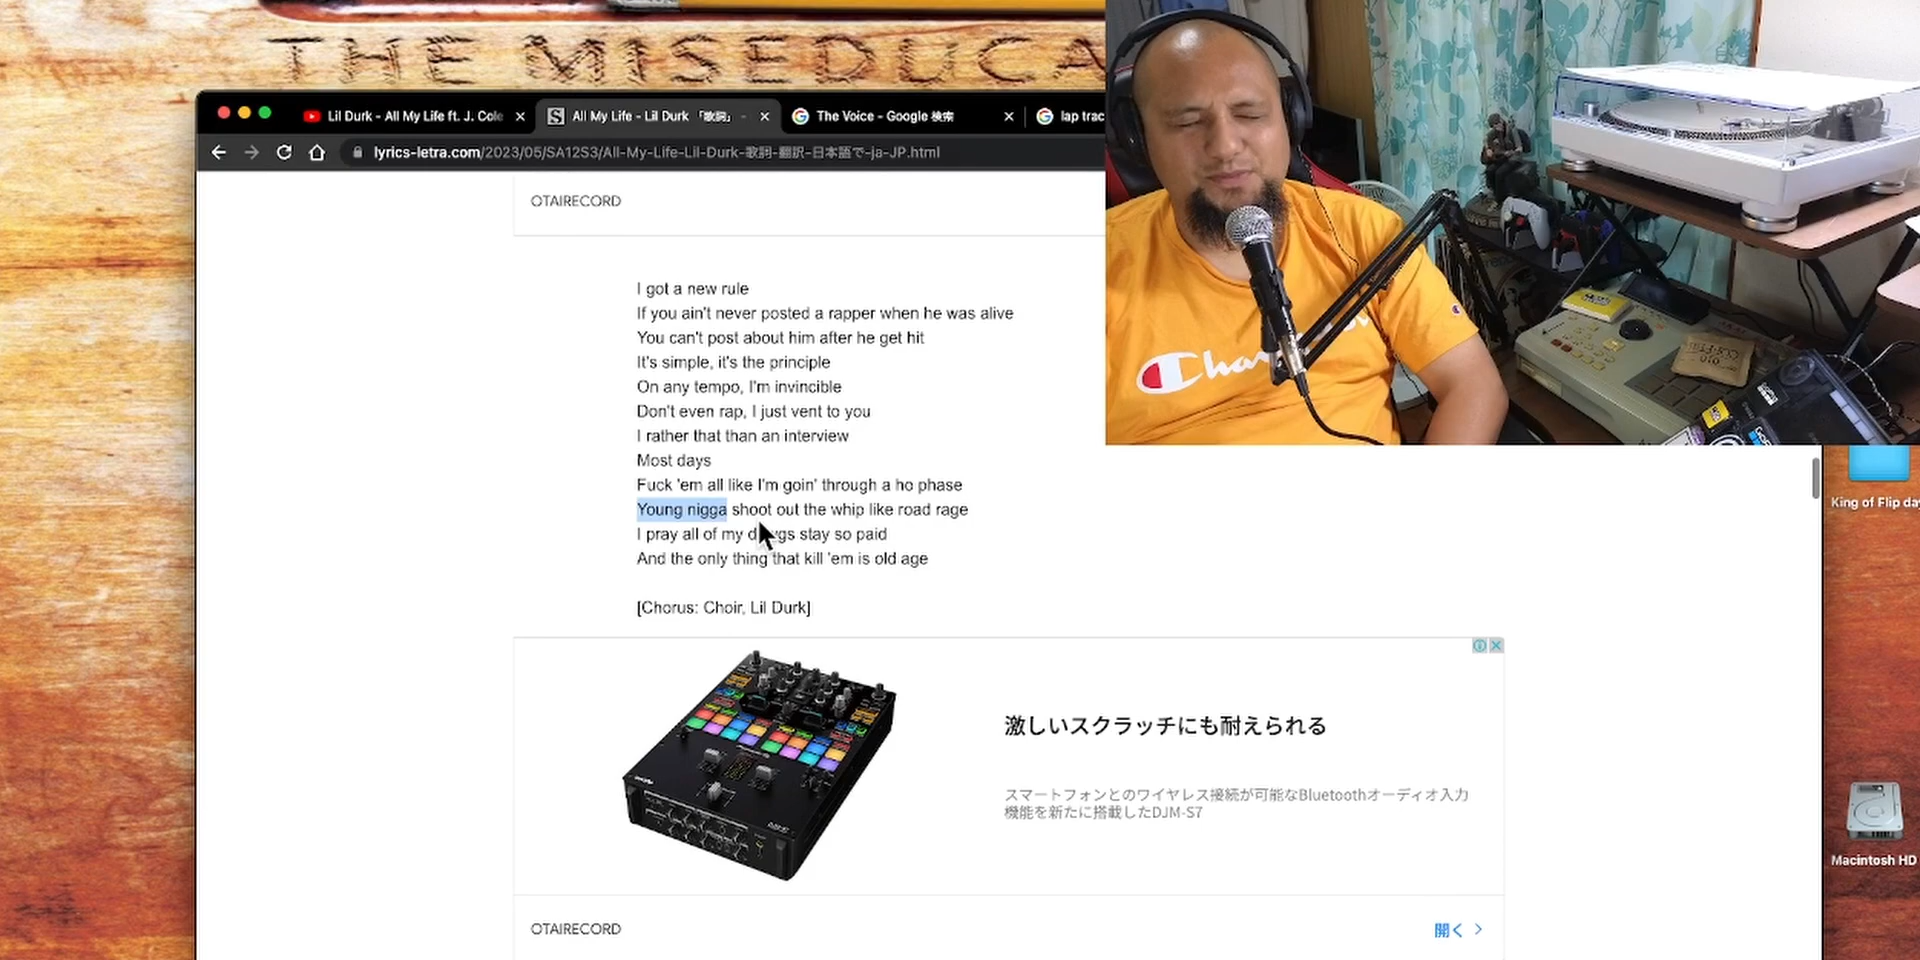 THE MISEDUCA
Lil Durk - All My Life ft. J. Cole
All My Life - Lil Durk 「歌詞」 -
The Voice - Google 検索
lap trac
lyrics-letra.com/2023/05/SA12S3/All-My-Life-Lil-Durk-歌詞-翻訳-日本語で-ja-JP.html
OTAIRECORD
I got a new rule
If you ain't never posted a rapper when he was alive
You can't post about him after he get hit
It's simple, it's the principle
On any tempo, I'm invincible
Don't even rap, I just vent to you
I rather that than an interview
Most days
Fuck 'em all like I'm goin' through a ho phase
Young nigga shoot out the whip like road rage
I pray all of my dawgs stay so paid
And the only thing that kill 'em is old age
[Chorus: Choir, Lil Durk]
激しいスクラッチにも耐えられる
スマートフォンとのワイヤレス接続が可能なBluetoothオーディオ入力
機能を新たに搭載したDJM-S7
OTAIRECORD
開く
King of Flip da
Macintosh HD